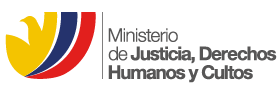 Ministerio
de Justicia, Derechos
Humanos y Cultos